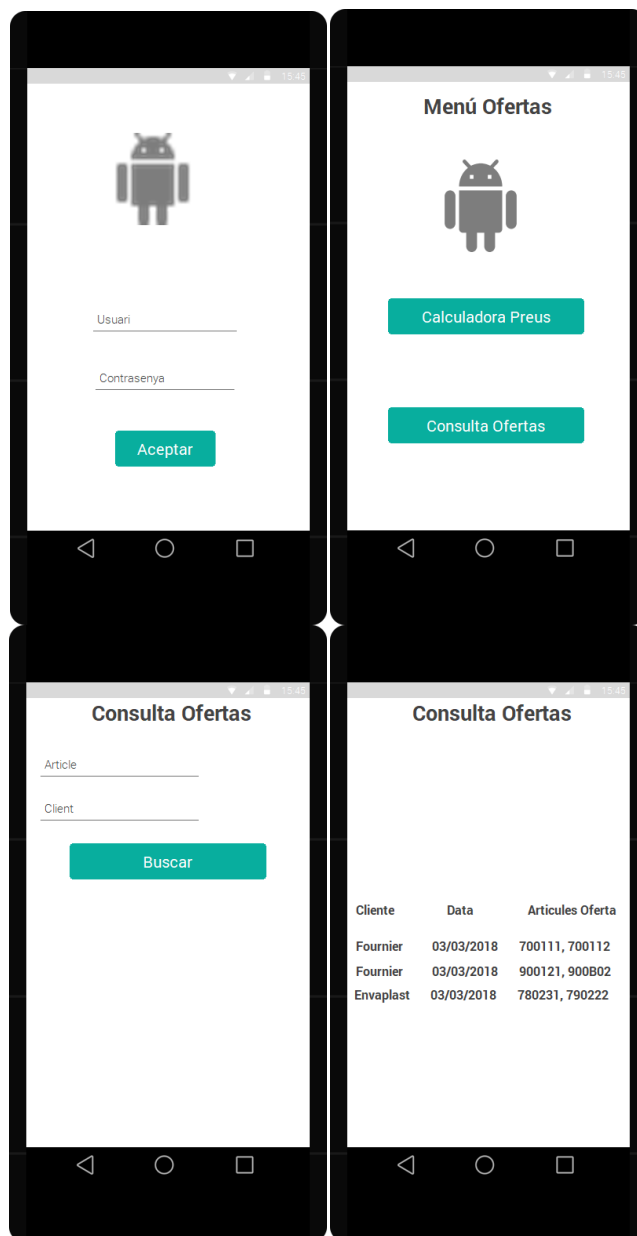 15:45
Usuari
Contrasenya
Aceptar
15:45
Menú Ofertas
Calculadora Preus
Consulta Ofertas
15:45
Consulta Ofertas
Article
Client
Buscar
15:45
Consulta Ofertas
Cliente Data Articules Oferta
Fournier 03/03/2018 700111, 700112
Fournier 03/03/2018 900121, 900B02
Envaplast 03/03/2018 780231, 790222